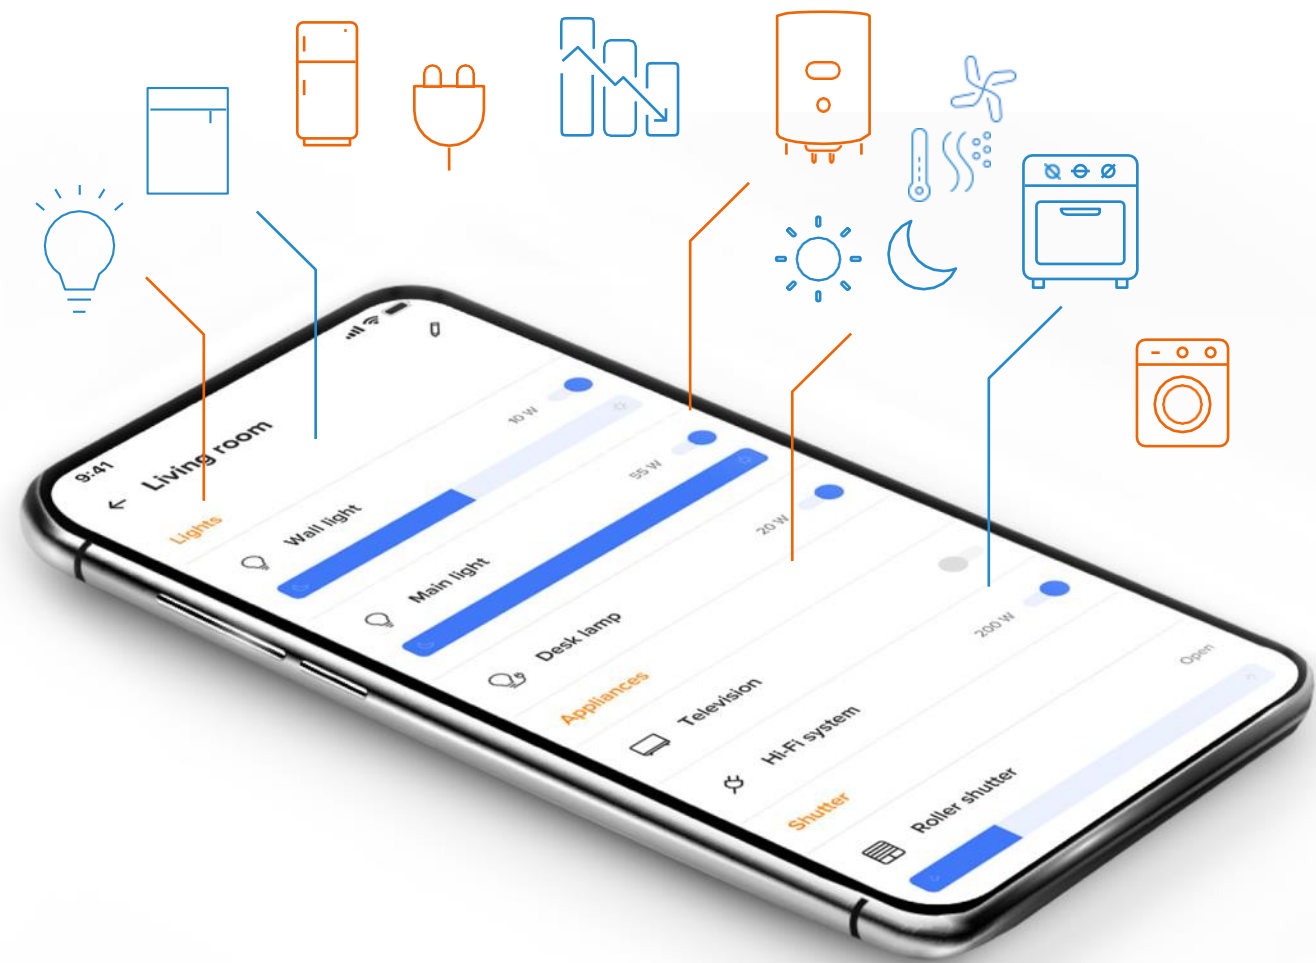 9:41
Living room
Lights
Wall light
10 W
Main light
55 W
Desk lamp
20 W
Appliances
Television
Hi-Fi system
200 W
Shutter
Roller shutter
Open